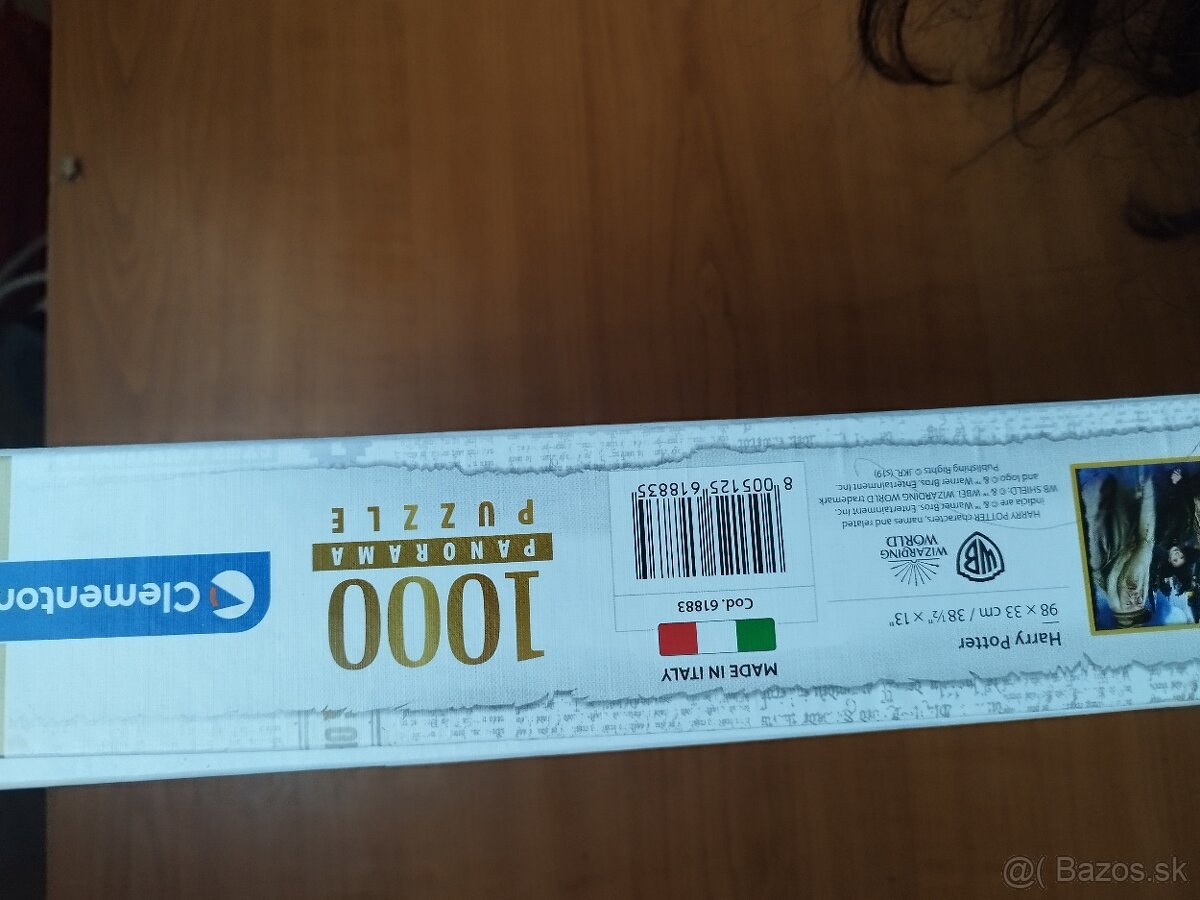 Harry Potter
98 × 33 cm / 38½" × 13"
WB
WIZARDING
WORLD
HARRY POTTER characters, names and related
indicia are © & ™ Warner Bros. Entertainment Inc.
WB SHIELD: © & ™ WBEI. WIZARDING WORLD trademark
and logo © & ™ Warner Bros. Entertainment Inc.
Publishing Rights © JKR. (s19)
MADE IN ITALY
Cod. 61883
8 005125 618835
1000
PANORAMA
PUZZLE
Clementon
@( Bazos.sk